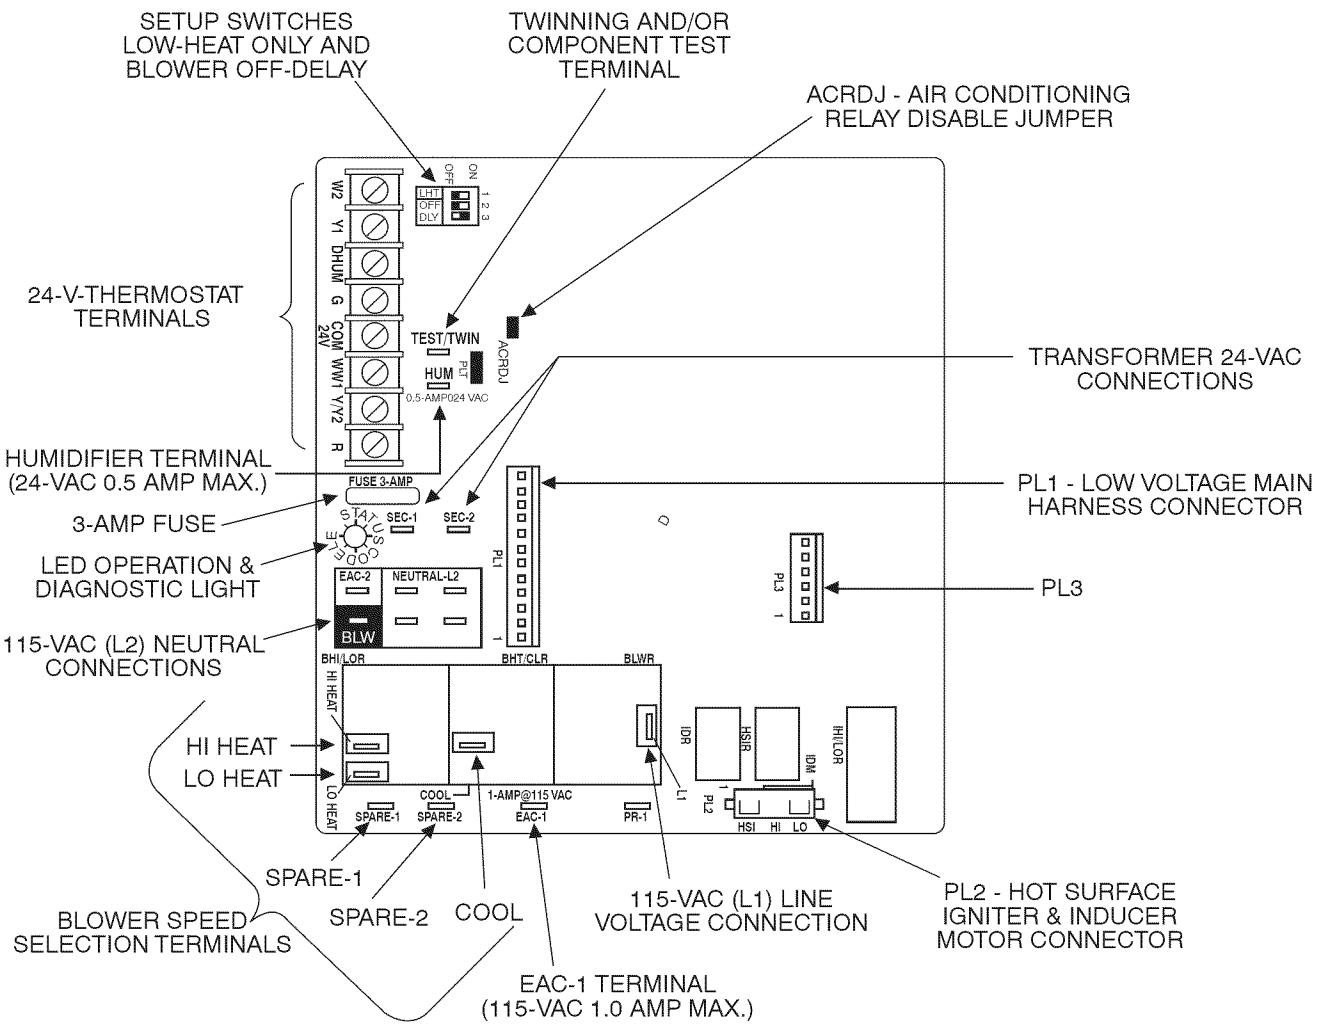 SETUP SWITCHES
LOW-HEAT ONLY AND
BLOWER OFF-DELAY
TWINNING AND/OR
COMPONENT TEST
TERMINAL
ACRDJ - AIR CONDITIONING
RELAY DISABLE JUMPER
OFF
ON
LHT
OFF
DLY
1
2
3
W2
Y1
DHUM
G
COM
24V
W/W1
Y/Y2
R
24-V-THERMOSTAT
TERMINALS
TEST/TWIN
PLT
ACRDJ
HUM
0.5-AMP024 VAC
TRANSFORMER 24-VAC
CONNECTIONS
HUMIDIFIER TERMINAL
(24-VAC 0.5 AMP MAX.)
FUSE 3-AMP
PL1 - LOW VOLTAGE MAIN
HARNESS CONNECTOR
3-AMP FUSE
STATUS
CODE
LED
SEC-1
SEC-2
LED OPERATION &
DIAGNOSTIC LIGHT
EAC-2
NEUTRAL-L2
BLW
PL1
1
D
PL3
1
PL3
115-VAC (L2) NEUTRAL
CONNECTIONS
BHI/LOR
BHT/CLR
BLWR
HI HEAT
LO HEAT
HI HEAT
LO HEAT
COOL
1-AMP@115 VAC
L1
SPARE-1
SPARE-2
EAC-1
PR-1
IDR
HSIR
IHI/LOR
IDM
1
PL2
HSI
HI
LO
SPARE-1
SPARE-2
COOL
BLOWER SPEED
SELECTION TERMINALS
115-VAC (L1) LINE
VOLTAGE CONNECTION
PL2 - HOT SURFACE
IGNITER & INDUCER
MOTOR CONNECTOR
EAC-1 TERMINAL
(115-VAC 1.0 AMP MAX.)